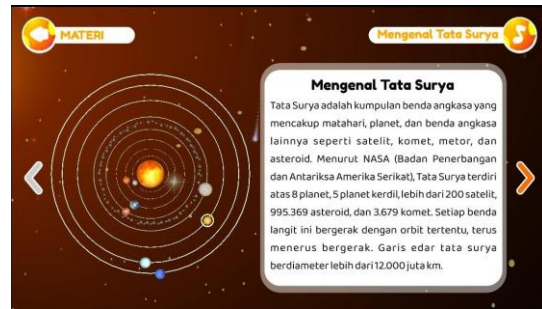 MATERI
Mengenal Tata Surya
Mengenal Tata Surya
Tata Surya adalah kumpulan benda angkasa yang
mencakup matahari, planet, dan benda angkasa
lainnya seperti satelit, komet, metor, dan
asteroid. Menurut NASA (Badan Penerbangan
dan Antariksa Amerika Serikat), Tata Surya terdiri
atas 8 planet, 5 planet kerdil, lebih dari 200 satelit,
995.369 asteroid, dan 3.679 komet. Setiap benda
langit ini bergerak dengan orbit tertentu, terus
menerus bergerak. Garis edar tata surya
berdiameter lebih dari 12.000 juta km.